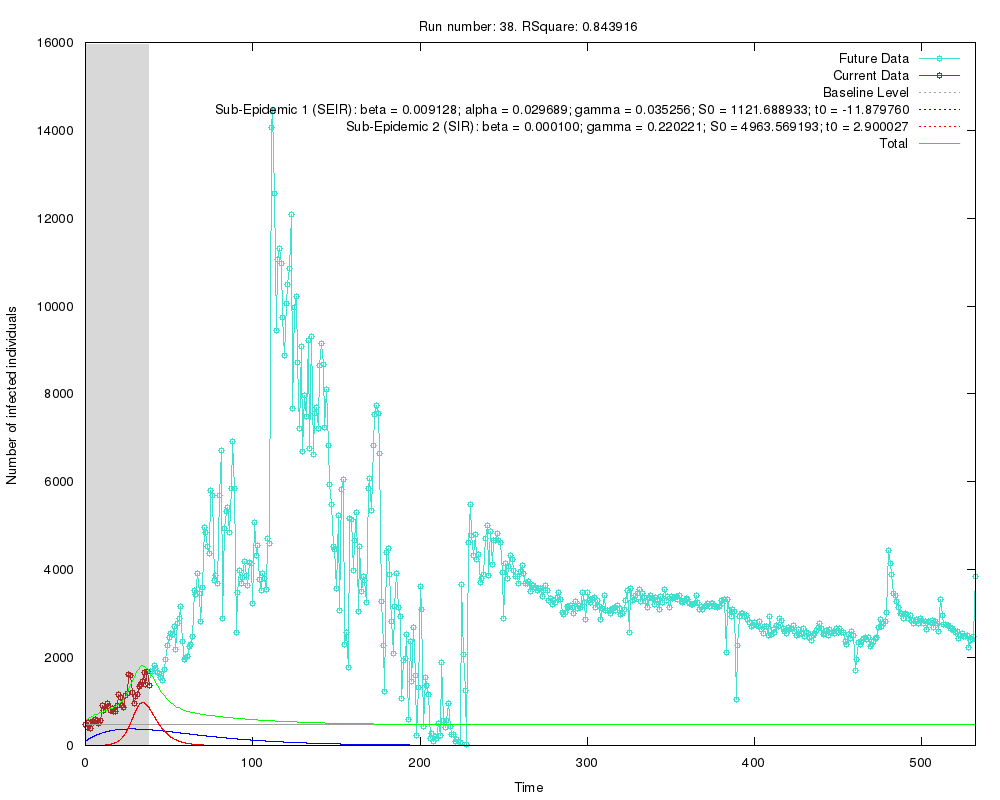 Run number: 38. RSquare: 0.843916
16000
14000
12000
10000
8000
6000
4000
2000
0
Number of infected individuals
Future Data
Current Data
Baseline Level
Sub-Epidemic 1 (SEIR): beta = 0.009128; alpha = 0.029689; gamma = 0.035256; S0 = 1121.688933; t0 = -11.879760
Sub-Epidemic 2 (SIR): beta = 0.000100; gamma = 0.220221; S0 = 4963.569193; t0 = 2.900027
Total
0 100 200 300 400 500
Time